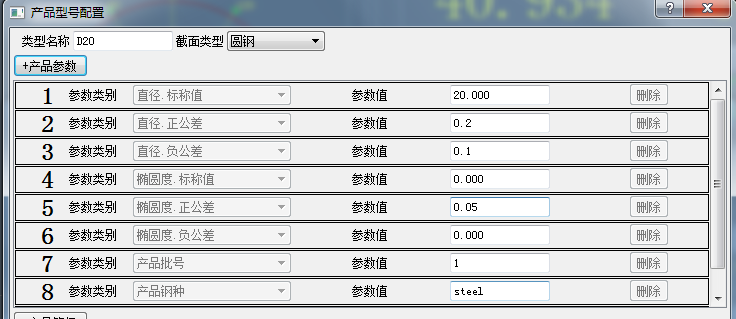 40.934
产品型号配置
类型名称 D20 截面类型 圆钢
+产品参数
1 参数类别 直径.标称值 参数值 20.000 删除
2 参数类别 直径.正公差 参数值 0.2 删除
3 参数类别 直径.负公差 参数值 0.1 删除
4 参数类别 椭圆度.标称值 参数值 0.000 删除
5 参数类别 椭圆度.正公差 参数值 0.05 删除
6 参数类别 椭圆度.负公差 参数值 0.000 删除
7 参数类别 产品批号 参数值 1 删除
8 参数类别 产品钢种 参数值 steel 删除